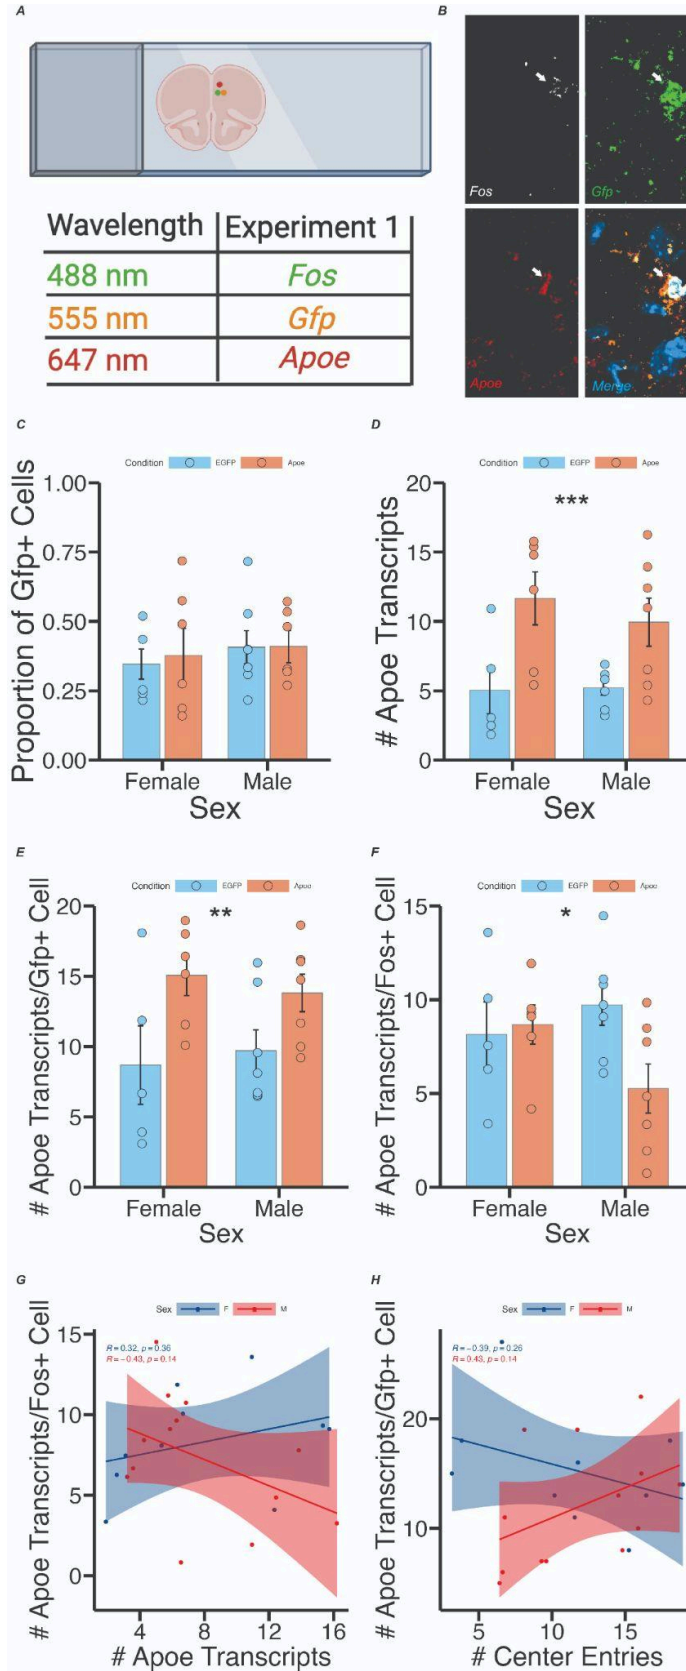 A
B
Fos
Gfp
Apoe
Merge
Wavelength Experiment 1
488 nm Fos
555 nm Gfp
647 nm Apoe
C
Condition EGFP Apoe
Proportion of Gfp+ Cells
1.00
0.75
0.50
0.25
0.00
Female Male
Sex
D
Condition EGFP Apoe
# Apoe Transcripts
***
20
15
10
5
0
Female Male
Sex
E
Condition EGFP Apoe
# Apoe Transcripts/Gfp+ Cell
**
20
15
10
5
0
Female Male
Sex
F
Condition EGFP Apoe
# Apoe Transcripts/Fos+ Cell
*
15
10
5
0
Female Male
Sex
G
Sex F M
# Apoe Transcripts/Fos+ Cell
R = 0.32, p = 0.36
R = −0.43, p = 0.14
15
10
5
0
4 8 12 16
# Apoe Transcripts
H
Sex F M
# Apoe Transcripts/Gfp+ Cell
R = −0.39, p = 0.26
R = 0.43, p = 0.14
20
10
5 10 15
# Center Entries